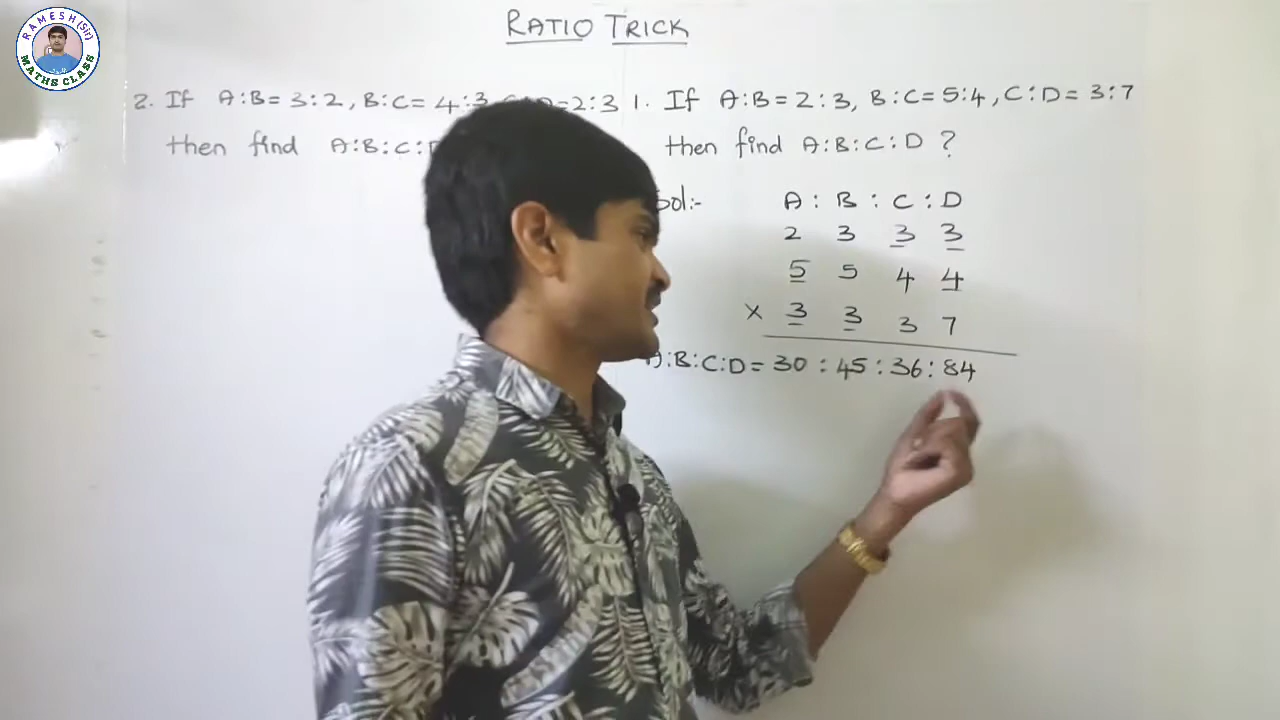 RAMESH (Sir)
MATHS CLASS
RATIO TRICK
2. If A:B=3:2, B:C=4:3, =2:3
then find A:B:C:D
1. If A:B=2:3, B:C=5:4, C:D=3:7
then find A:B:C:D ?
Sol:-
A : B : C : D
2 3 3 3
5 5 4 4
× 3 3 3 7
A:B:C:D = 30 : 45 : 36 : 84